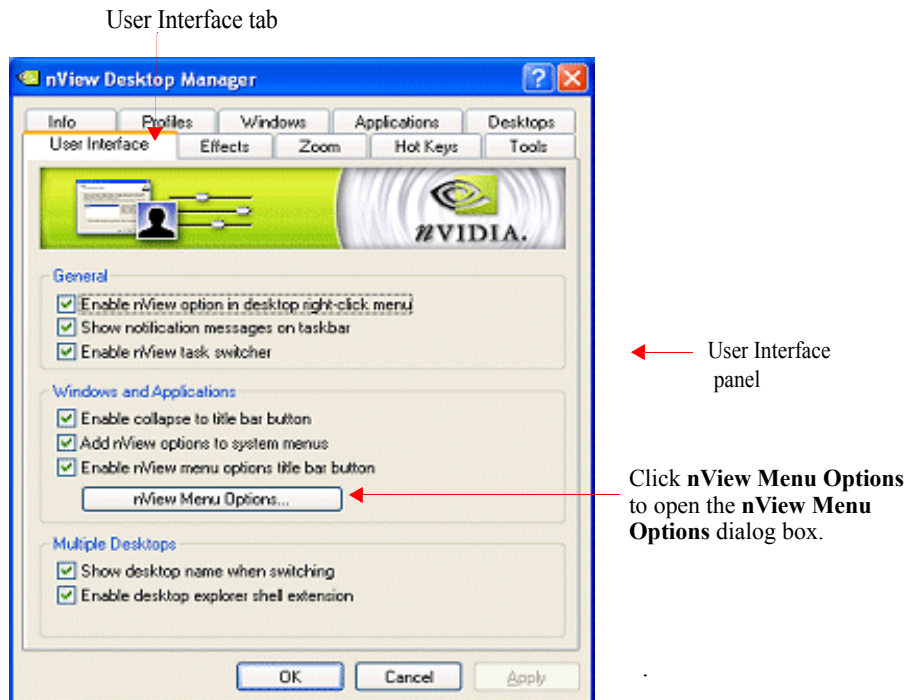 User Interface tab
nView Desktop Manager
Info Profiles Windows Applications Desktops
User Interface Effects Zoom Hot Keys Tools
nVIDIA.
General
Enable nView option in desktop right-click menu
Show notification messages on taskbar
Enable nView task switcher
User Interface
panel
Windows and Applications
Enable collapse to title bar button
Add nView options to system menus
Enable nView menu options title bar button
nView Menu Options...
Click nView Menu Options
to open the nView Menu
Options dialog box.
Multiple Desktops
Show desktop name when switching
Enable desktop explorer shell extension
OK Cancel Apply
.